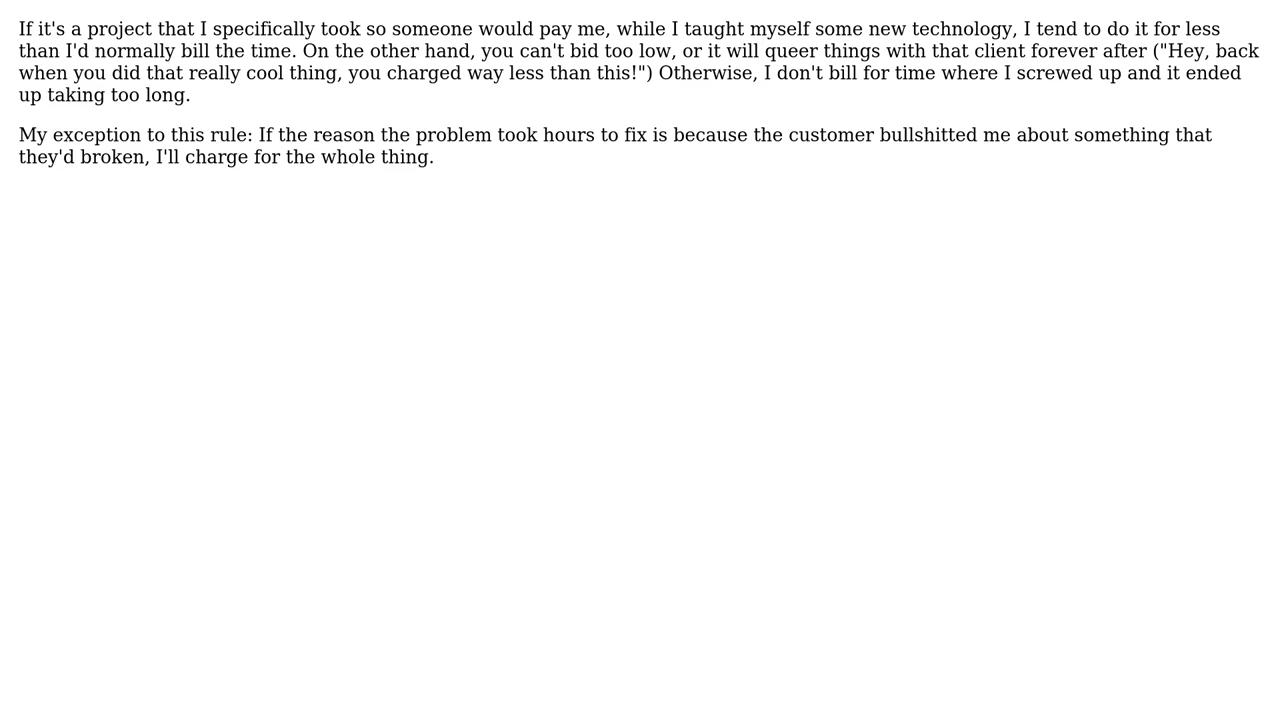 If it's a project that I specifically took so someone would pay me, while I taught myself some new technology, I tend to do it for less
than I'd normally bill the time. On the other hand, you can't bid too low, or it will queer things with that client forever after ("Hey, back
when you did that really cool thing, you charged way less than this!") Otherwise, I don't bill for time where I screwed up and it ended
up taking too long.
My exception to this rule: If the reason the problem took hours to fix is because the customer bullshitted me about something that
they'd broken, I'll charge for the whole thing.